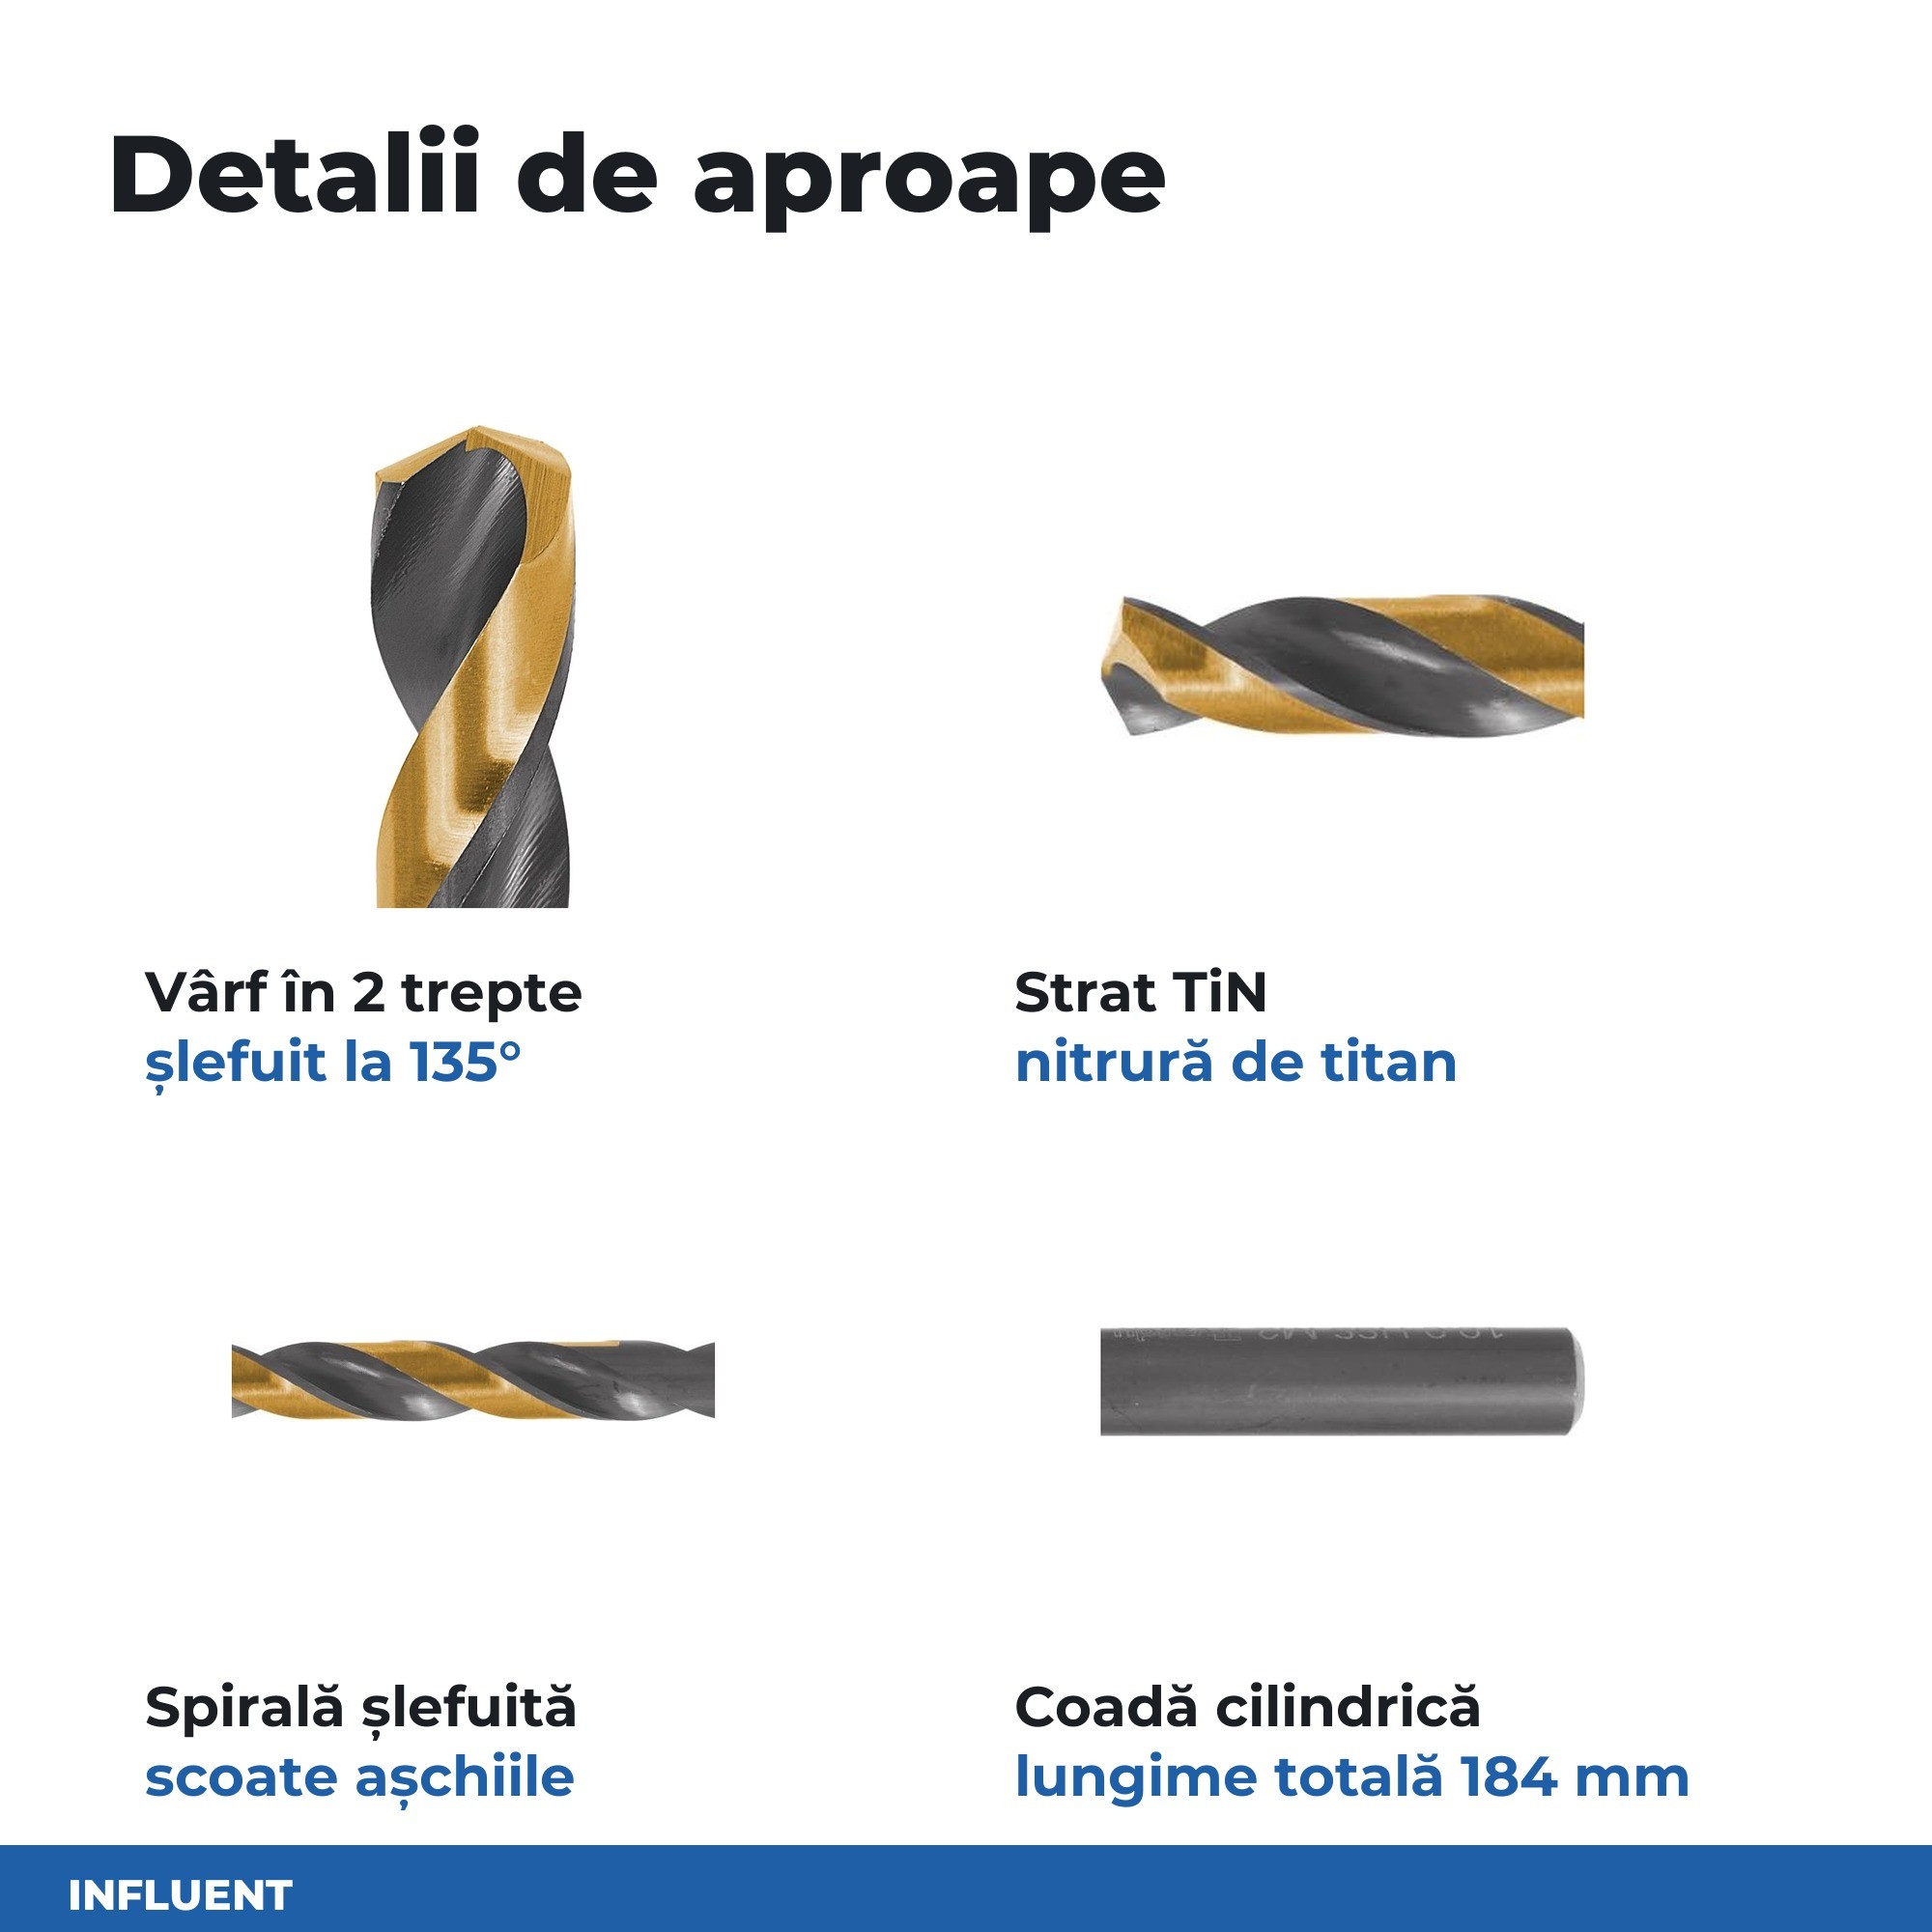 Detalii de aproape
Vârf în 2 trepte
șlefuit la 135°
Strat TiN
nitrură de titan
Spirală șlefuită
scoate așchiile
Coadă cilindrică
lungime totală 184 mm
INFLUENT